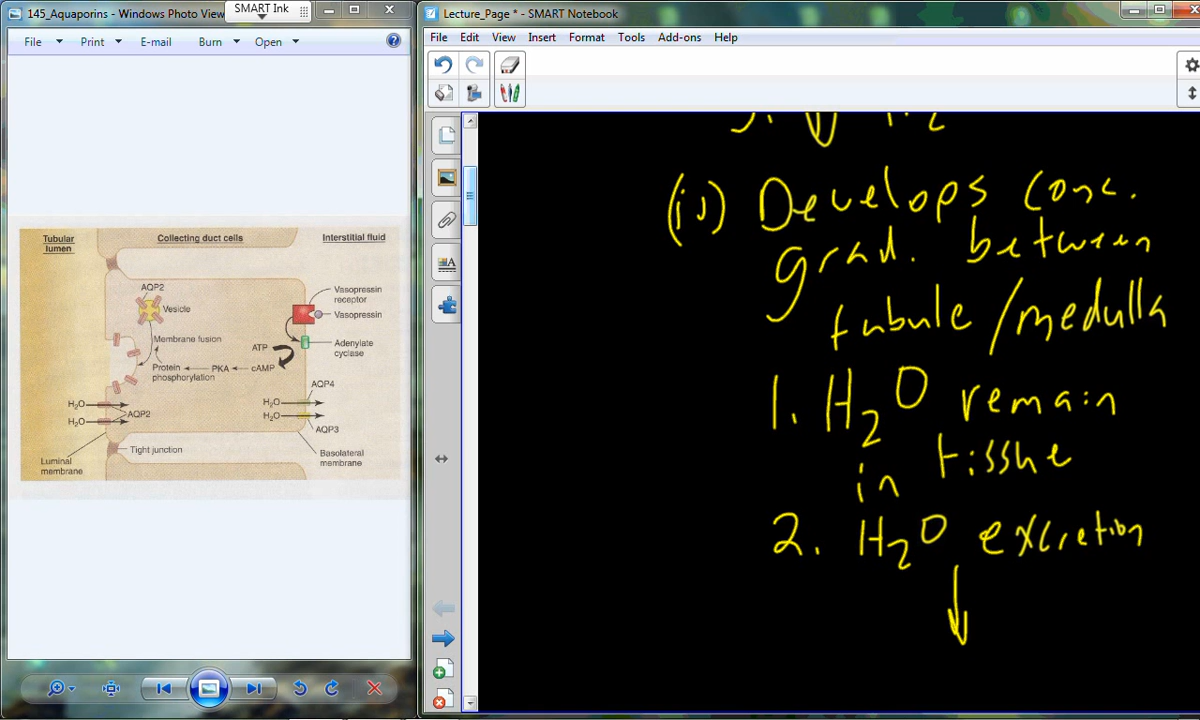 145_Aquaporins - Windows Photo View
SMART Ink
File Print E-mail Burn Open
Tubular lumen
Collecting duct cells
Interstitial fluid
AQP2
Vesicle
Vasopressin receptor
Vasopressin
Membrane fusion
ATP
Adenylate cyclase
Protein phosphorylation
PKA
cAMP
AQP4
H₂O
H₂O
AQP2
H₂O
H₂O
AQP3
Tight junction
Basolateral membrane
Luminal membrane
Lecture_Page * - SMART Notebook
File Edit View Insert Format Tools Add-ons Help
Develops conc.
grad. between
tubule/medulla
1. H₂O remain
in tissue
2. H₂O excretion
↓